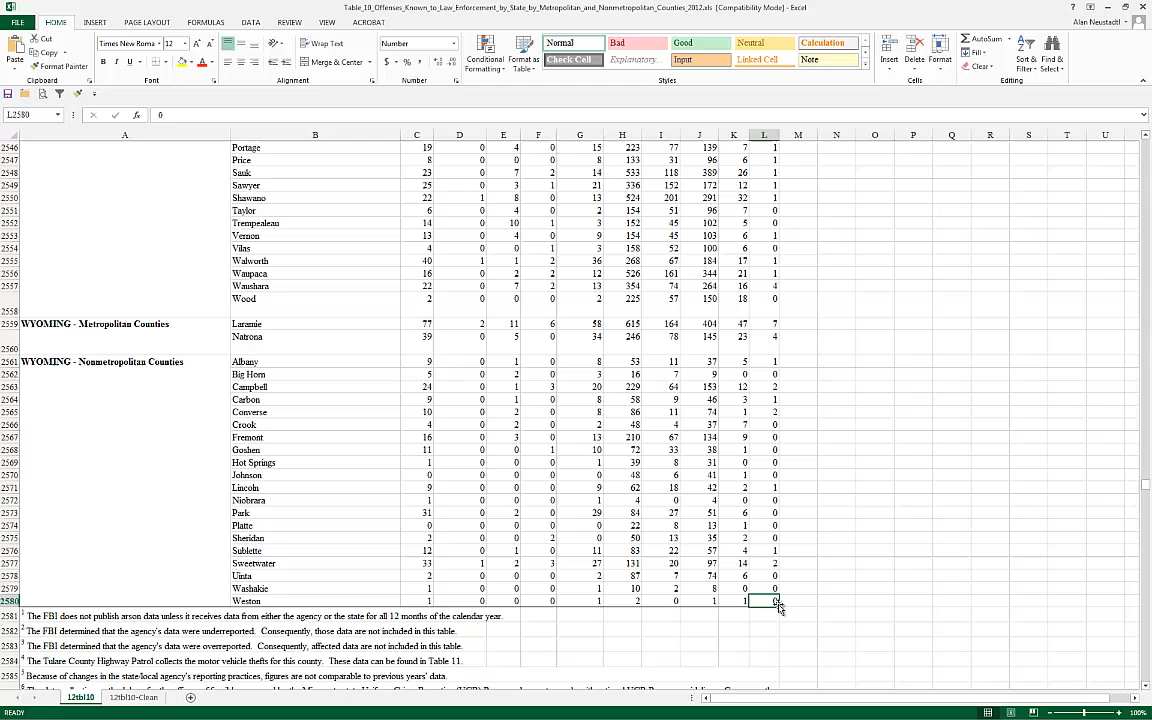 Table_10_Offenses_Known_to_Law_Enforcement_by_State_by_Metropolitan_and_Nonmetropolitan_Counties_2012.xls [Compatibility Mode] - Excel
FILE HOME INSERT PAGE LAYOUT FORMULAS DATA REVIEW VIEW ACROBAT Alan Neustadtl
Cut Times New Roma 12 Wrap Text Number Normal Bad Good Neutral Calculation AutoSum
Paste Copy Format Painter B I U Merge & Center $ % Conditional Formatting Format as Table Check Cell Explanatory... Input Linked Cell Note Insert Delete Format Fill Clear Sort & Filter Find & Select
Clipboard Font Alignment Number Styles Cells Editing
L2580 fx 0
A B C D E F G H I J K L M N O P Q R S T U
2546 Portage 19 0 4 0 15 223 77 139 7 1
2547 Price 8 0 0 0 8 133 31 96 6 1
2548 Sauk 23 0 7 2 14 533 118 389 26 1
2549 Sawyer 25 0 3 1 21 336 152 172 12 1
2550 Shawano 22 1 8 0 13 524 201 291 32 1
2551 Taylor 6 0 4 0 2 154 51 96 7 0
2552 Trempealeau 14 0 10 1 3 152 45 102 5 0
2553 Vernon 13 0 4 0 9 154 45 103 6 1
2554 Vilas 4 0 0 1 3 158 52 100 6 0
2555 Walworth 40 1 1 2 36 268 67 184 17 1
2556 Waupaca 16 0 2 2 12 526 161 344 21 1
2557 Waushara 22 0 7 2 13 354 74 264 16 4
2558 Wood 2 0 0 0 2 225 57 150 18 0
2559 WYOMING - Metropolitan Counties Laramie 77 2 11 6 58 615 164 404 47 7
2560 Natrona 39 0 5 0 34 246 78 145 23 4
2561 WYOMING - Nonmetropolitan Counties Albany 9 0 1 0 8 53 11 37 5 1
2562 Big Horn 5 0 2 0 3 16 7 9 0 0
2563 Campbell 24 0 1 3 20 229 64 153 12 2
2564 Carbon 9 0 1 0 8 58 9 46 3 1
2565 Converse 10 0 2 0 8 86 11 74 1 2
2566 Crook 4 0 2 0 2 48 4 37 7 0
2567 Fremont 16 0 3 0 13 210 67 134 9 0
2568 Goshen 11 0 0 1 10 72 33 38 1 0
2569 Hot Springs 1 0 0 0 1 39 8 31 0 0
2570 Johnson 0 0 0 0 0 48 6 41 1 0
2571 Lincoln 9 0 0 0 9 62 18 42 2 1
2572 Niobrara 1 0 0 0 1 4 0 4 0 0
2573 Park 31 0 2 0 29 84 27 51 6 0
2574 Platte 0 0 0 0 0 22 8 13 1 0
2575 Sheridan 2 0 0 2 0 50 13 35 2 0
2576 Sublette 12 0 1 0 11 83 22 57 4 1
2577 Sweetwater 33 1 2 3 27 131 20 97 14 2
2578 Uinta 2 0 0 0 2 87 7 74 6 0
2579 Washakie 1 0 0 0 1 10 2 8 0 0
2580 Weston 1 0 0 0 1 2 0 1 1 0
2581 1 The FBI does not publish arson data unless it receives data from either the agency or the state for all 12 months of the calendar year.
2582 2 The FBI determined that the agency's data were underreported. Consequently, those data are not included in this table.
2583 3 The FBI determined that the agency's data were overreported. Consequently, affected data are not included in this table.
2584 4 The Tulare County Highway Patrol collects the motor vehicle thefts for this county. These data can be found in Table 11.
2585 5 Because of changes in the state/local agency's reporting practices, figures are not comparable to previous years' data.
12tbl10 12tbl10-Clean
READY 100%